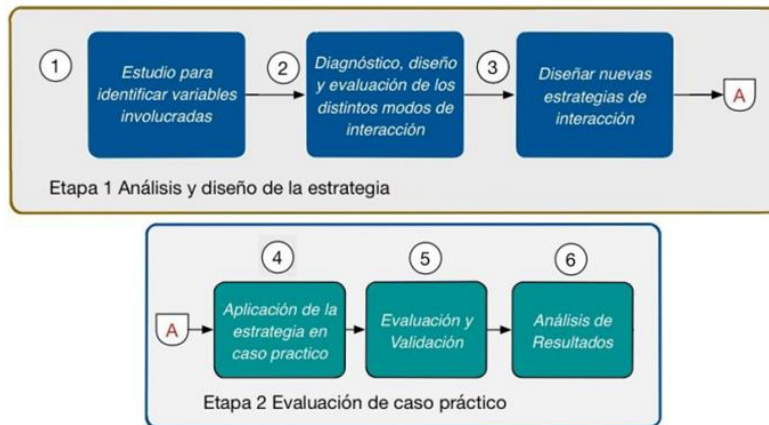 1
Estudio para
identificar variables
involucradas
2
Diagnóstico, diseño
y evaluación de los
distintos modos de
interacción
3
Diseñar nuevas
estrategias de
interacción
A
Etapa 1 Análisis y diseño de la estrategia
A
4
Aplicación de la
estrategia en
caso practico
5
Evaluación y
Validación
6
Análisis de
Resultados
Etapa 2 Evaluación de caso práctico